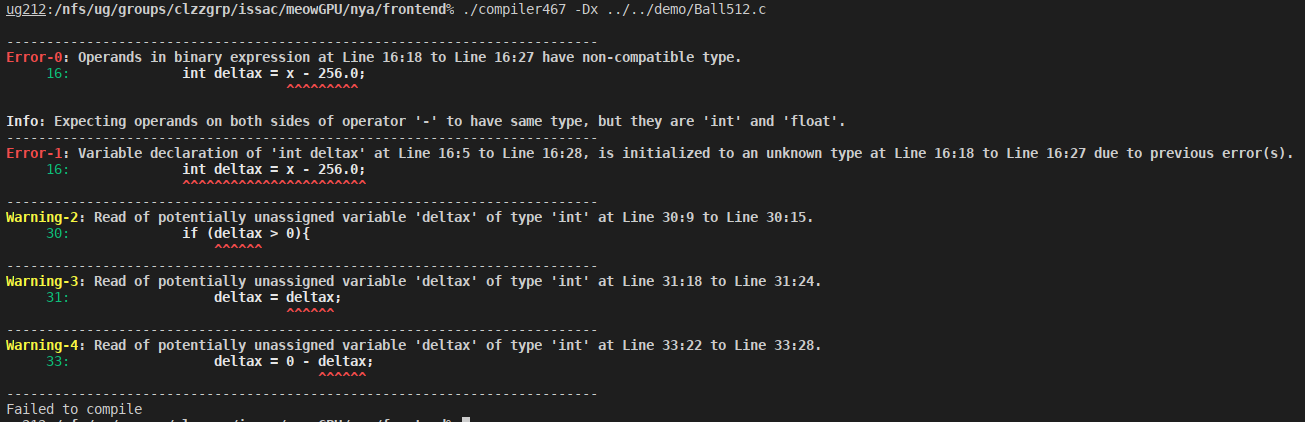 ug212:/nfs/ug/groups/clzzgrp/issac/meowGPU/nya/frontend% ./compiler467 -Dx ../../demo/Ball512.c
--------------------------------------------------------------------------
Error-0: Operands in binary expression at Line 16:18 to Line 16:27 have non-compatible type.
16: int deltax = x - 256.0;
^^^^^^^^^
Info: Expecting operands on both sides of operator '-' to have same type, but they are 'int' and 'float'.
--------------------------------------------------------------------------
Error-1: Variable declaration of 'int deltax' at Line 16:5 to Line 16:28, is initialized to an unknown type at Line 16:18 to Line 16:27 due to previous error(s).
16: int deltax = x - 256.0;
^^^^^^^^^^^^^^^^^^^^^^^
--------------------------------------------------------------------------
Warning-2: Read of potentially unassigned variable 'deltax' of type 'int' at Line 30:9 to Line 30:15.
30: if (deltax > 0){
^^^^^^
--------------------------------------------------------------------------
Warning-3: Read of potentially unassigned variable 'deltax' of type 'int' at Line 31:18 to Line 31:24.
31: deltax = deltax;
^^^^^^
--------------------------------------------------------------------------
Warning-4: Read of potentially unassigned variable 'deltax' of type 'int' at Line 33:22 to Line 33:28.
33: deltax = 0 - deltax;
^^^^^^
--------------------------------------------------------------------------
Failed to compile